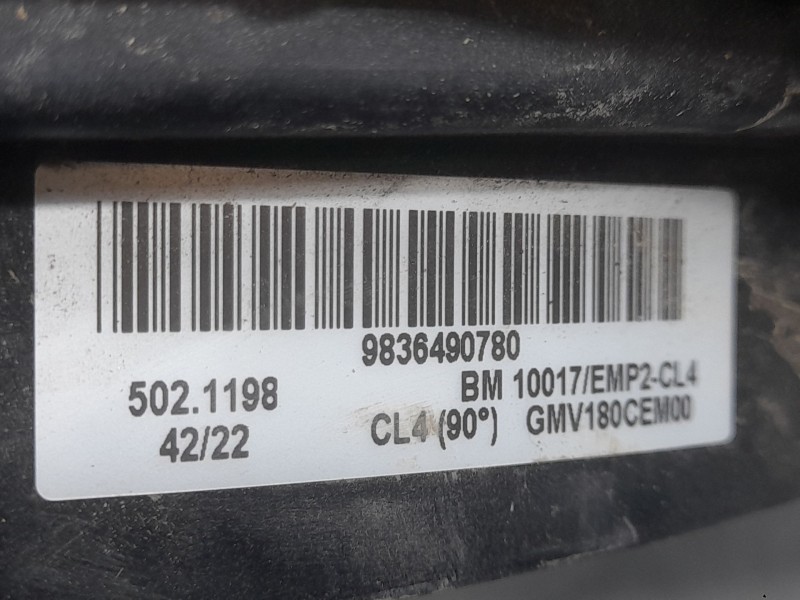 9836490780
502.1198
BM 10017/EMP2-CL4
42/22
CL4 (90°) GMV180CEM00